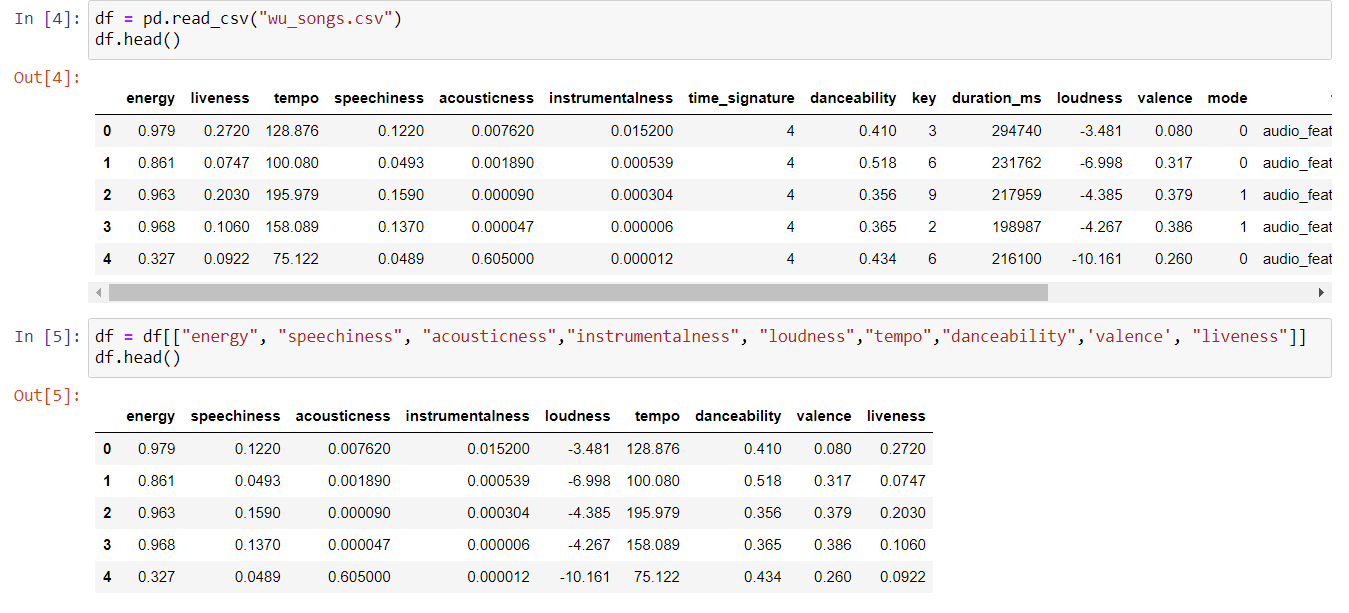 In [4]: df = pd.read_csv("wu_songs.csv")
df.head()
Out[4]:
energy liveness tempo speechiness acousticness instrumentalness time_signature danceability key duration_ms loudness valence mode
0 0.979 0.2720 128.876 0.1220 0.007620 0.015200 4 0.410 3 294740 -3.481 0.080 0 audio_feat
1 0.861 0.0747 100.080 0.0493 0.001890 0.000539 4 0.518 6 231762 -6.998 0.317 0 audio_feat
2 0.963 0.2030 195.979 0.1590 0.000090 0.000304 4 0.356 9 217959 -4.385 0.379 1 audio_feat
3 0.968 0.1060 158.089 0.1370 0.000047 0.000006 4 0.365 2 198987 -4.267 0.386 1 audio_feat
4 0.327 0.0922 75.122 0.0489 0.605000 0.000012 4 0.434 6 216100 -10.161 0.260 0 audio_feat
In [5]: df = df[["energy", "speechiness", "acousticness","instrumentalness", "loudness","tempo","danceability",'valence', "liveness"]]
df.head()
Out[5]:
energy speechiness acousticness instrumentalness loudness tempo danceability valence liveness
0 0.979 0.1220 0.007620 0.015200 -3.481 128.876 0.410 0.080 0.2720
1 0.861 0.0493 0.001890 0.000539 -6.998 100.080 0.518 0.317 0.0747
2 0.963 0.1590 0.000090 0.000304 -4.385 195.979 0.356 0.379 0.2030
3 0.968 0.1370 0.000047 0.000006 -4.267 158.089 0.365 0.386 0.1060
4 0.327 0.0489 0.605000 0.000012 -10.161 75.122 0.434 0.260 0.0922